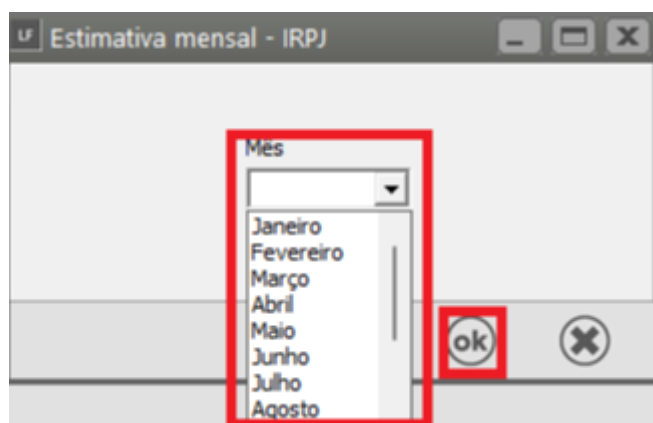 LF Estimativa mensal - IRPJ
Mês
Janeiro
Fevereiro
Março
Abril
Maio
Junho
Julho
Agosto
ok